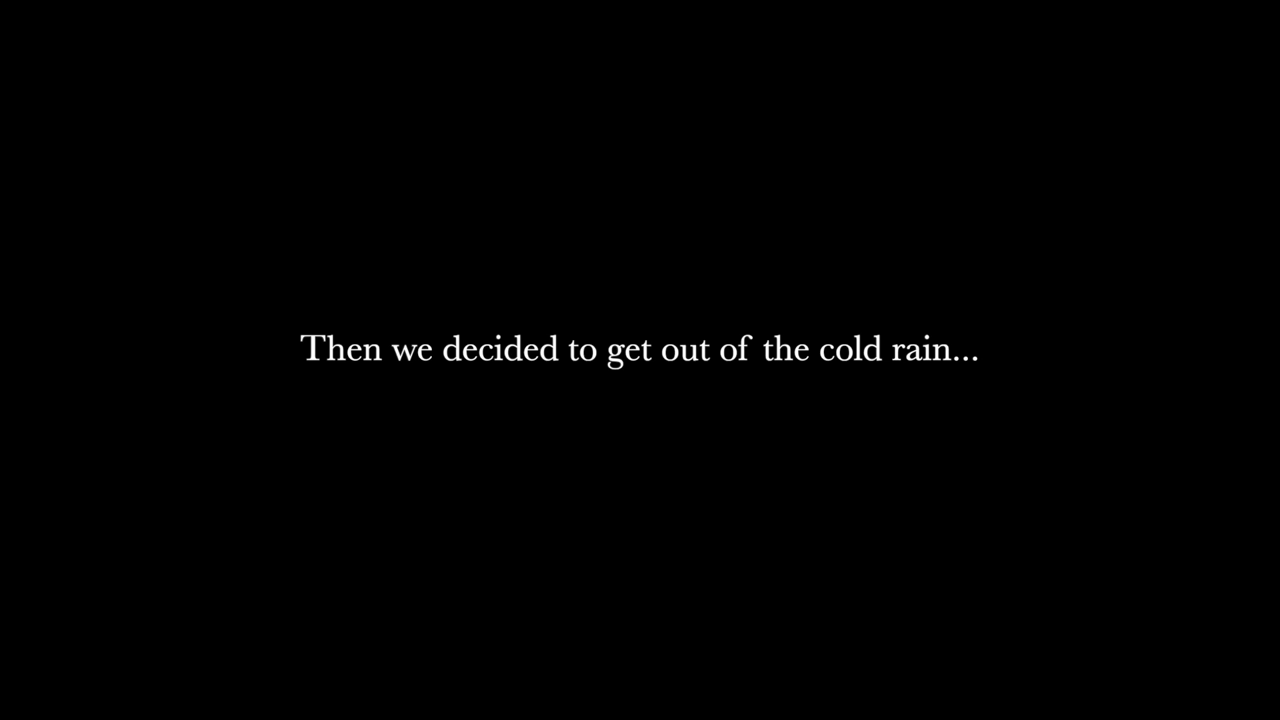 Then we decided to get out of the cold rain...